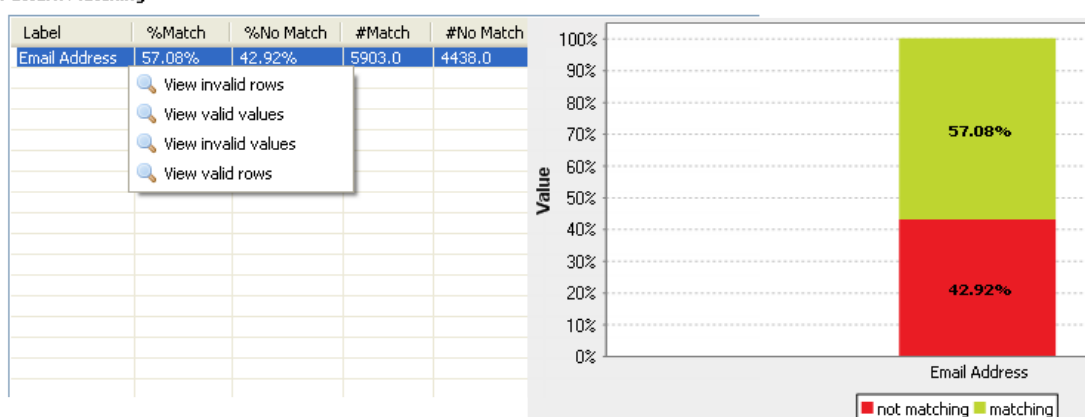 Label %Match %No Match #Match #No Match
Email Address 57.08% 42.92% 5903.0 4438.0
View invalid rows
View valid values
View invalid values
View valid rows
Value
100%
90%
80%
70%
60%
50%
40%
30%
20%
10%
0%
57.08%
42.92%
Email Address
not matching matching